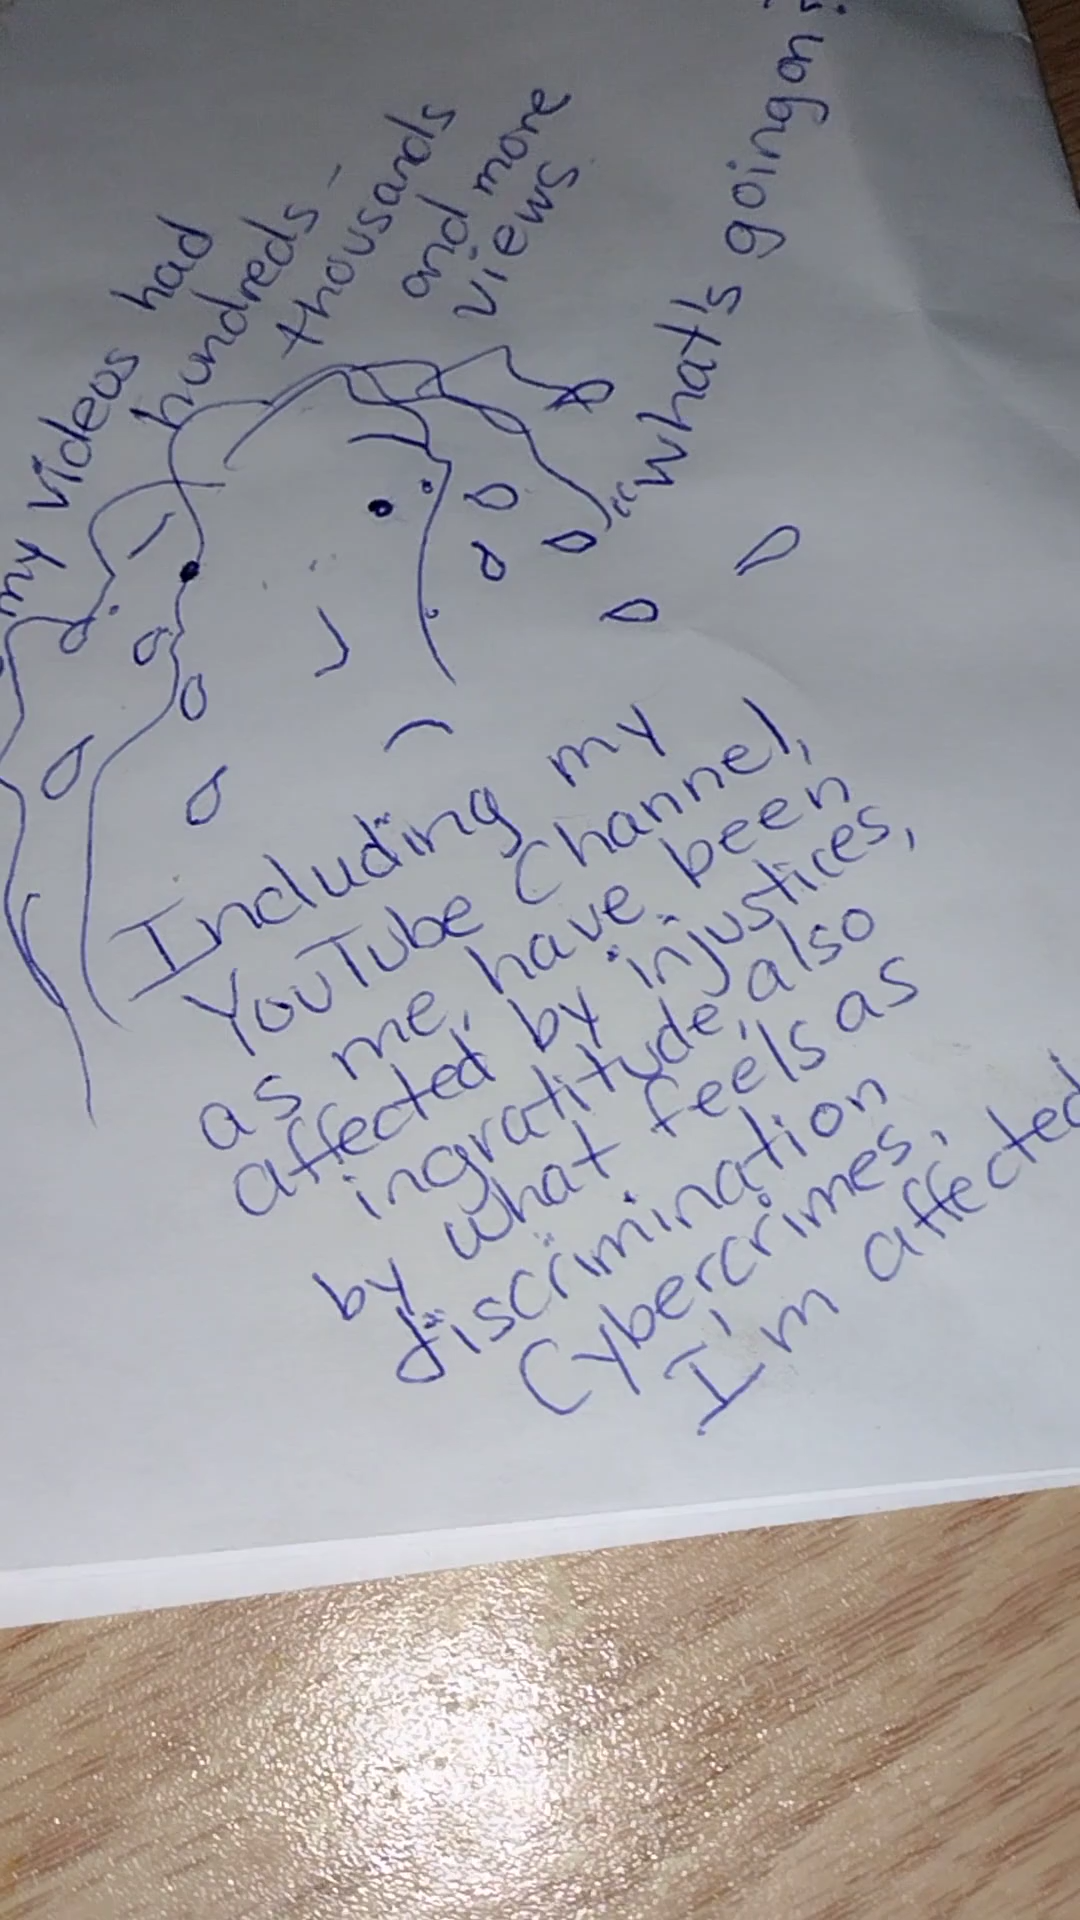 my videos had
hundreds-
thousands
and more
views
"What's going on?
Including my
YouTube Channel,
as me, have been
affected by injustices,
ingratitude, also
by what feels as
discrimination
Cybercrimes,
I'm affected